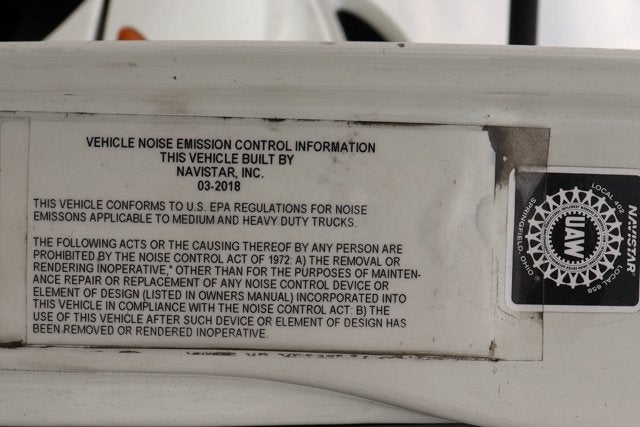 VEHICLE NOISE EMISSION CONTROL INFORMATION
THIS VEHICLE BUILT BY
NAVISTAR, INC.
03-2018
THIS VEHICLE CONFORMS TO U.S. EPA REGULATIONS FOR NOISE
EMISSONS APPLICABLE TO MEDIUM AND HEAVY DUTY TRUCKS.
THE FOLLOWING ACTS OR THE CAUSING THEREOF BY ANY PERSON ARE
PROHIBITED BY THE NOISE CONTROL ACT OF 1972: A) THE REMOVAL OR
RENDERING INOPERATIVE," OTHER THAN FOR THE PURPOSES OF MAINTEN-
ANCE REPAIR OR REPLACEMENT OF ANY NOISE CONTROL DEVICE OR
ELEMENT OF DESIGN (LISTED IN OWNERS MANUAL) INCORPORATED INTO
THIS VEHICLE IN COMPLIANCE WITH THE NOISE CONTROL ACT: B) THE
USE OF THIS VEHICLE AFTER SUCH DEVICE OR ELEMENT OF DESIGN HAS
BEEN REMOVED OR RENDERED INOPERATIVE.
LOCAL 402
NAVISTAR
UAW
SPRINGFIELD, OHIO
LOCAL 658